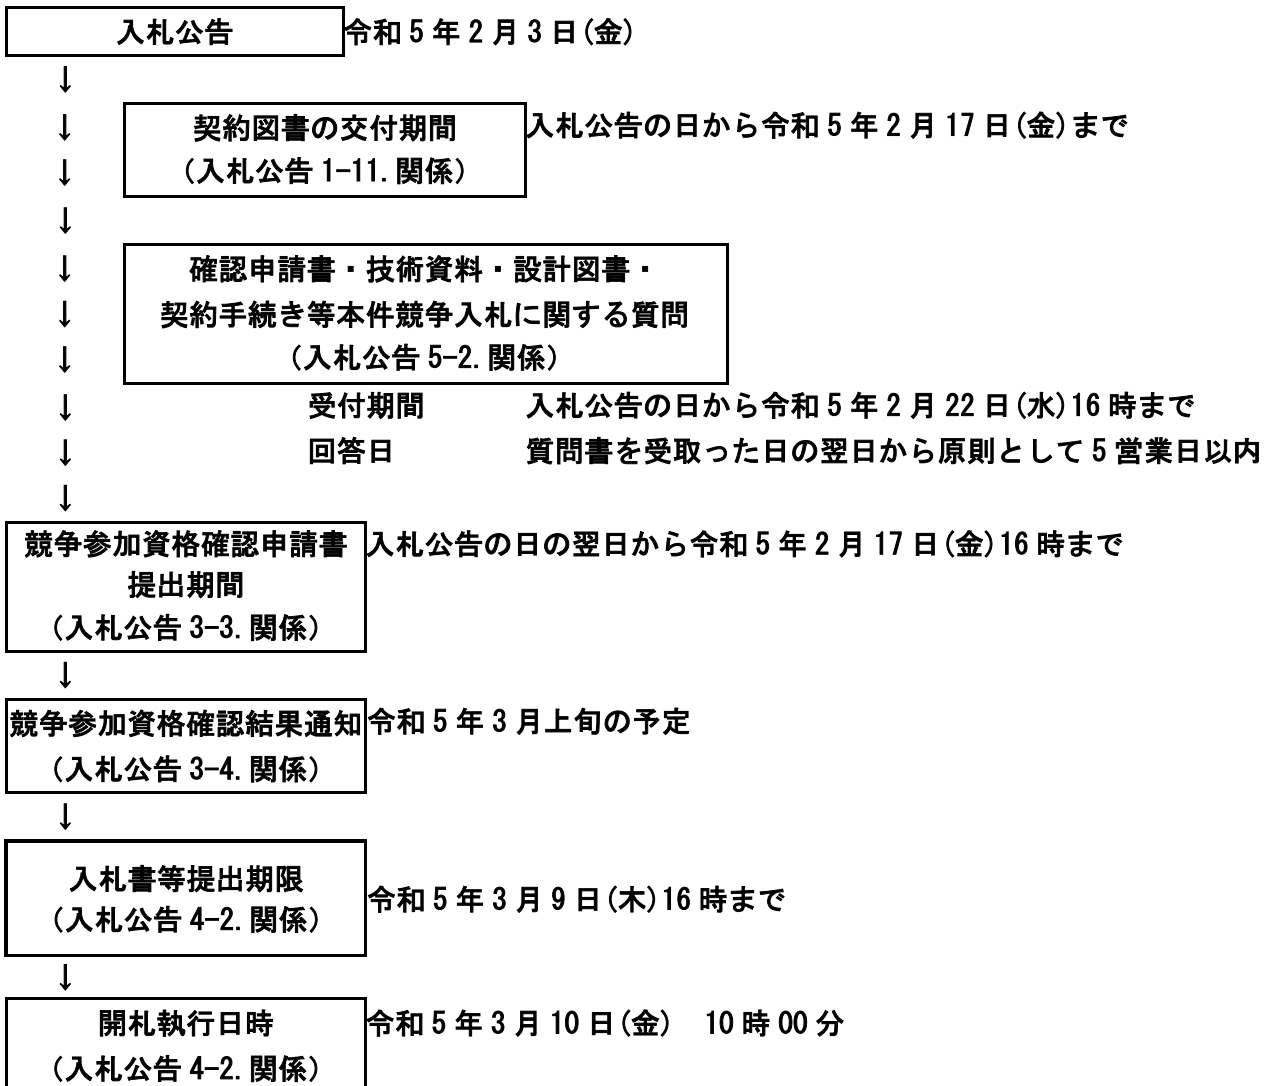 入札公告 令和5年2月3日(金)
↓
↓ 契約図書の交付期間 入札公告の日から令和5年2月17日(金)まで
↓ (入札公告1-11.関係)
↓
↓ 確認申請書・技術資料・設計図書・
↓ 契約手続き等本件競争入札に関する質問
↓ (入札公告5-2.関係)
↓ 受付期間 入札公告の日から令和5年2月22日(水)16時まで
↓ 回答日 質問書を受取った日の翌日から原則として5営業日以内
↓
競争参加資格確認申請書 入札公告の日の翌日から令和5年2月17日(金)16時まで
提出期間
(入札公告3-3.関係)
↓
競争参加資格確認結果通知 令和5年3月上旬の予定
(入札公告3-4.関係)
↓
入札書等提出期限
(入札公告4-2.関係) 令和5年3月9日(木)16時まで
↓
開札執行日時 令和5年3月10日(金) 10時00分
(入札公告4-2.関係)